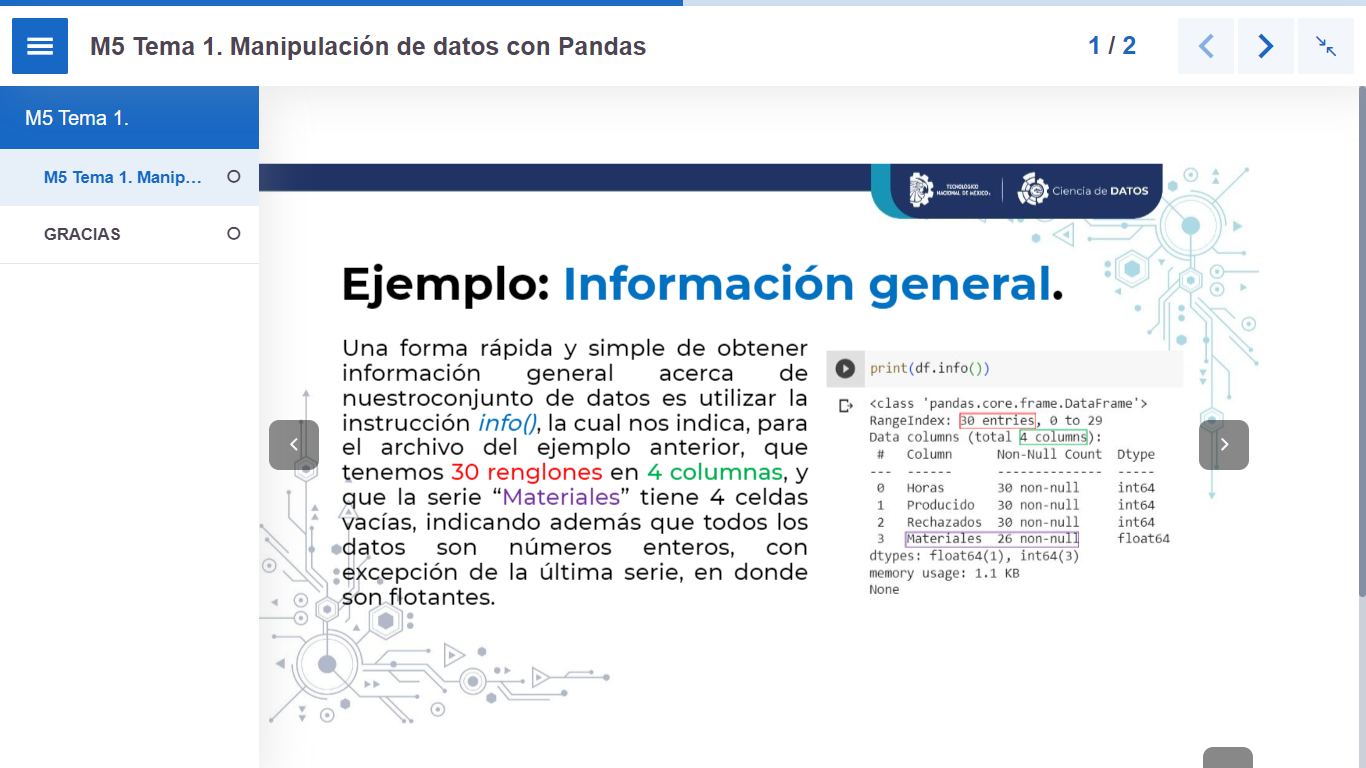 M5 Tema 1. Manipulación de datos con Pandas
1 / 2
M5 Tema 1.
M5 Tema 1. Manip...
GRACIAS
TECNOLÓGICO
NACIONAL DE MÉXICO®
Ciencia de DATOS
Ejemplo: Información general.
Una forma rápida y simple de obtener
información general acerca de
nuestroconjunto de datos es utilizar la
instrucción info(), la cual nos indica, para
el archivo del ejemplo anterior, que
tenemos 30 renglones en 4 columnas, y
que la serie “Materiales” tiene 4 celdas
vacías, indicando además que todos los
datos son números enteros, con
excepción de la última serie, en donde
son flotantes.
print(df.info())
<class 'pandas.core.frame.DataFrame'>
RangeIndex: 30 entries, 0 to 29
Data columns (total 4 columns):
# Column Non-Null Count Dtype
--- ------ -------------- -----
0 Horas 30 non-null int64
1 Producido 30 non-null int64
2 Rechazados 30 non-null int64
3 Materiales 26 non-null float64
dtypes: float64(1), int64(3)
memory usage: 1.1 KB
None